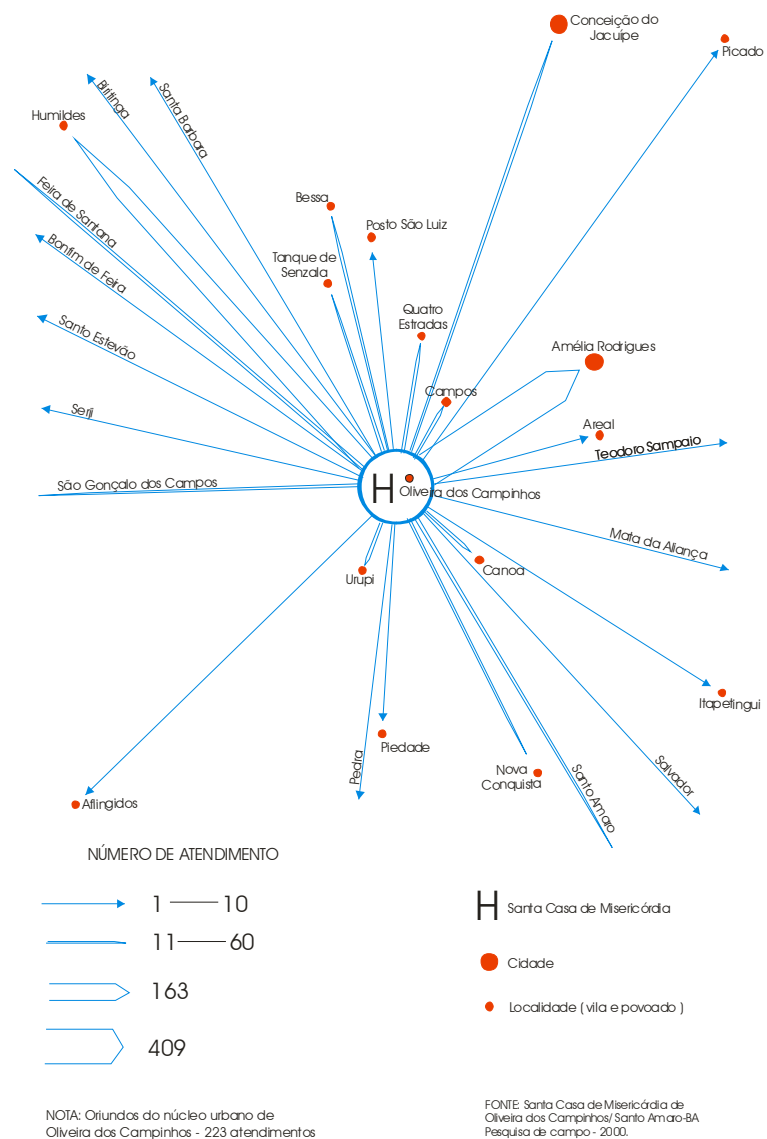 Conceição do
Jacuípe
Picado
Biritinga
Santa Barbara
Humildes
Feira de Santana
Bessa
Posto São Luiz
Bonfim de Feira
Tanque de
Senzala
Quatro
Estradas
Santo Estevão
Amélia Rodrigues
Campos
Serji
Areal
Teodoro Sampaio
São Gonçalo dos Campos
H
Oliveira dos Campinhos
Mata da Aliança
Urupi
Canoa
Itapetingui
Piedade
Pedra
Nova
Conquista
Santo Amaro
Salvador
Aflingidos
NÚMERO DE ATENDIMENTO
1 —— 10
11 —— 60
163
409
H Santa Casa de Misericórdia
Cidade
Localidade ( vila e povoado )
NOTA: Oriundos do núcleo urbano de
Oliveira dos Campinhos - 223 atendimentos
FONTE: Santa Casa de Misericórdia de
Oliveira dos Campinhos/ Santo Amaro-BA
Pesquisa de campo - 2000.